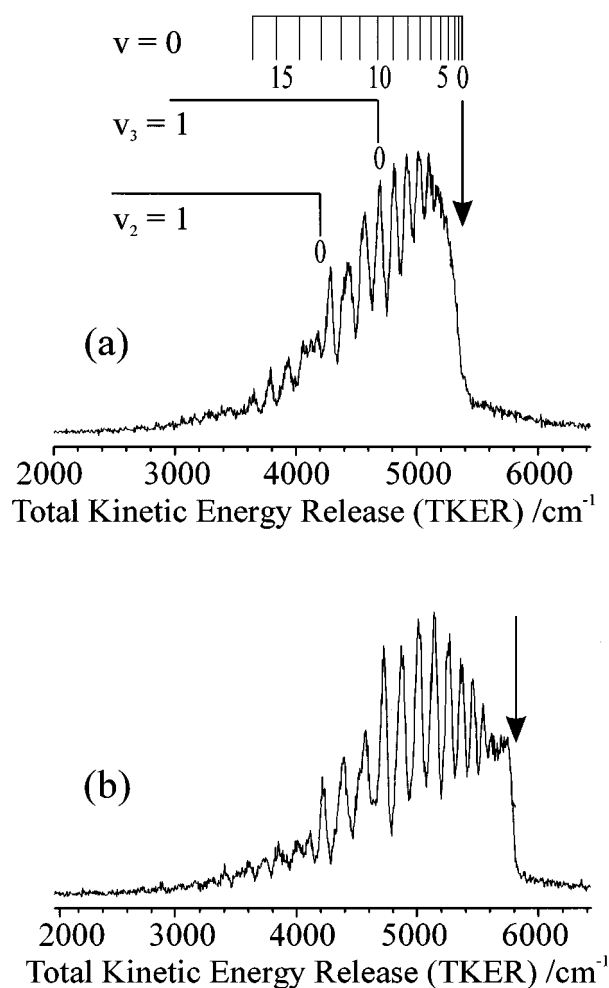 v = 0
15 10 5 0
v₃ = 1
0
v₂ = 1
0
(a)
2000 3000 4000 5000 6000
Total Kinetic Energy Release (TKER) /cm⁻¹
(b)
2000 3000 4000 5000 6000
Total Kinetic Energy Release (TKER) /cm⁻¹